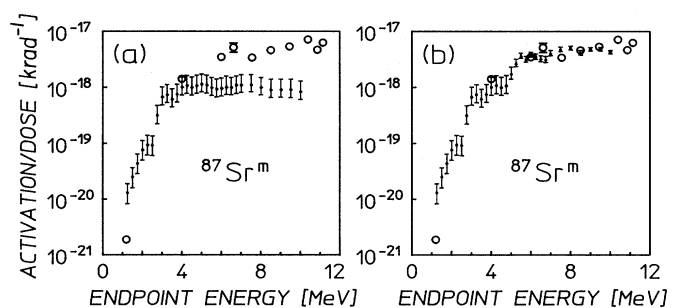 ACTIVATION/DOSE [krad⁻¹]
10⁻¹⁷
10⁻¹⁸
10⁻¹⁹
10⁻²⁰
10⁻²¹
(a)
⁸⁷Srᵐ
0 4 8 12
ENDPOINT ENERGY [MeV]
10⁻¹⁷
10⁻¹⁸
10⁻¹⁹
10⁻²⁰
10⁻²¹
(b)
⁸⁷Srᵐ
0 4 8 12
ENDPOINT ENERGY [MeV]